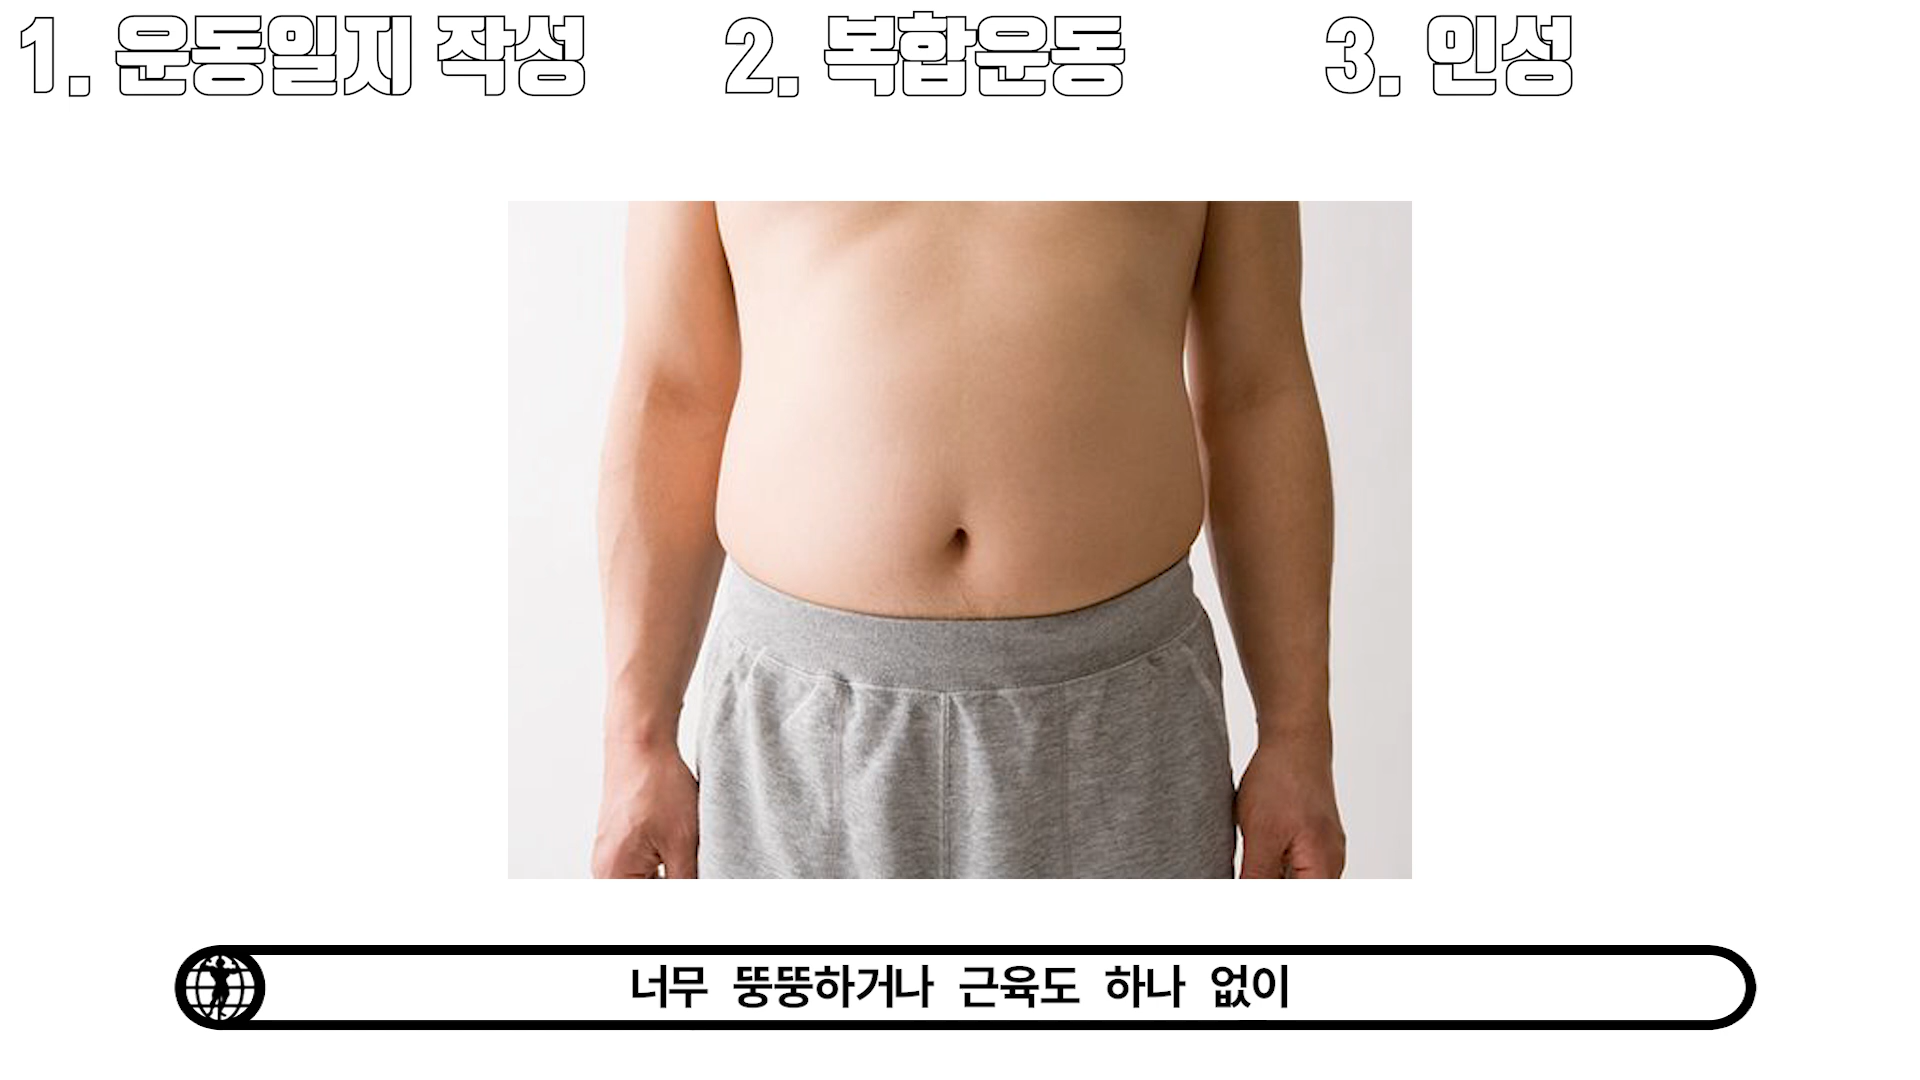 1. 운동일지 작성
2. 복합운동
3. 인성
너무 뚱뚱하거나 근육도 하나 없이